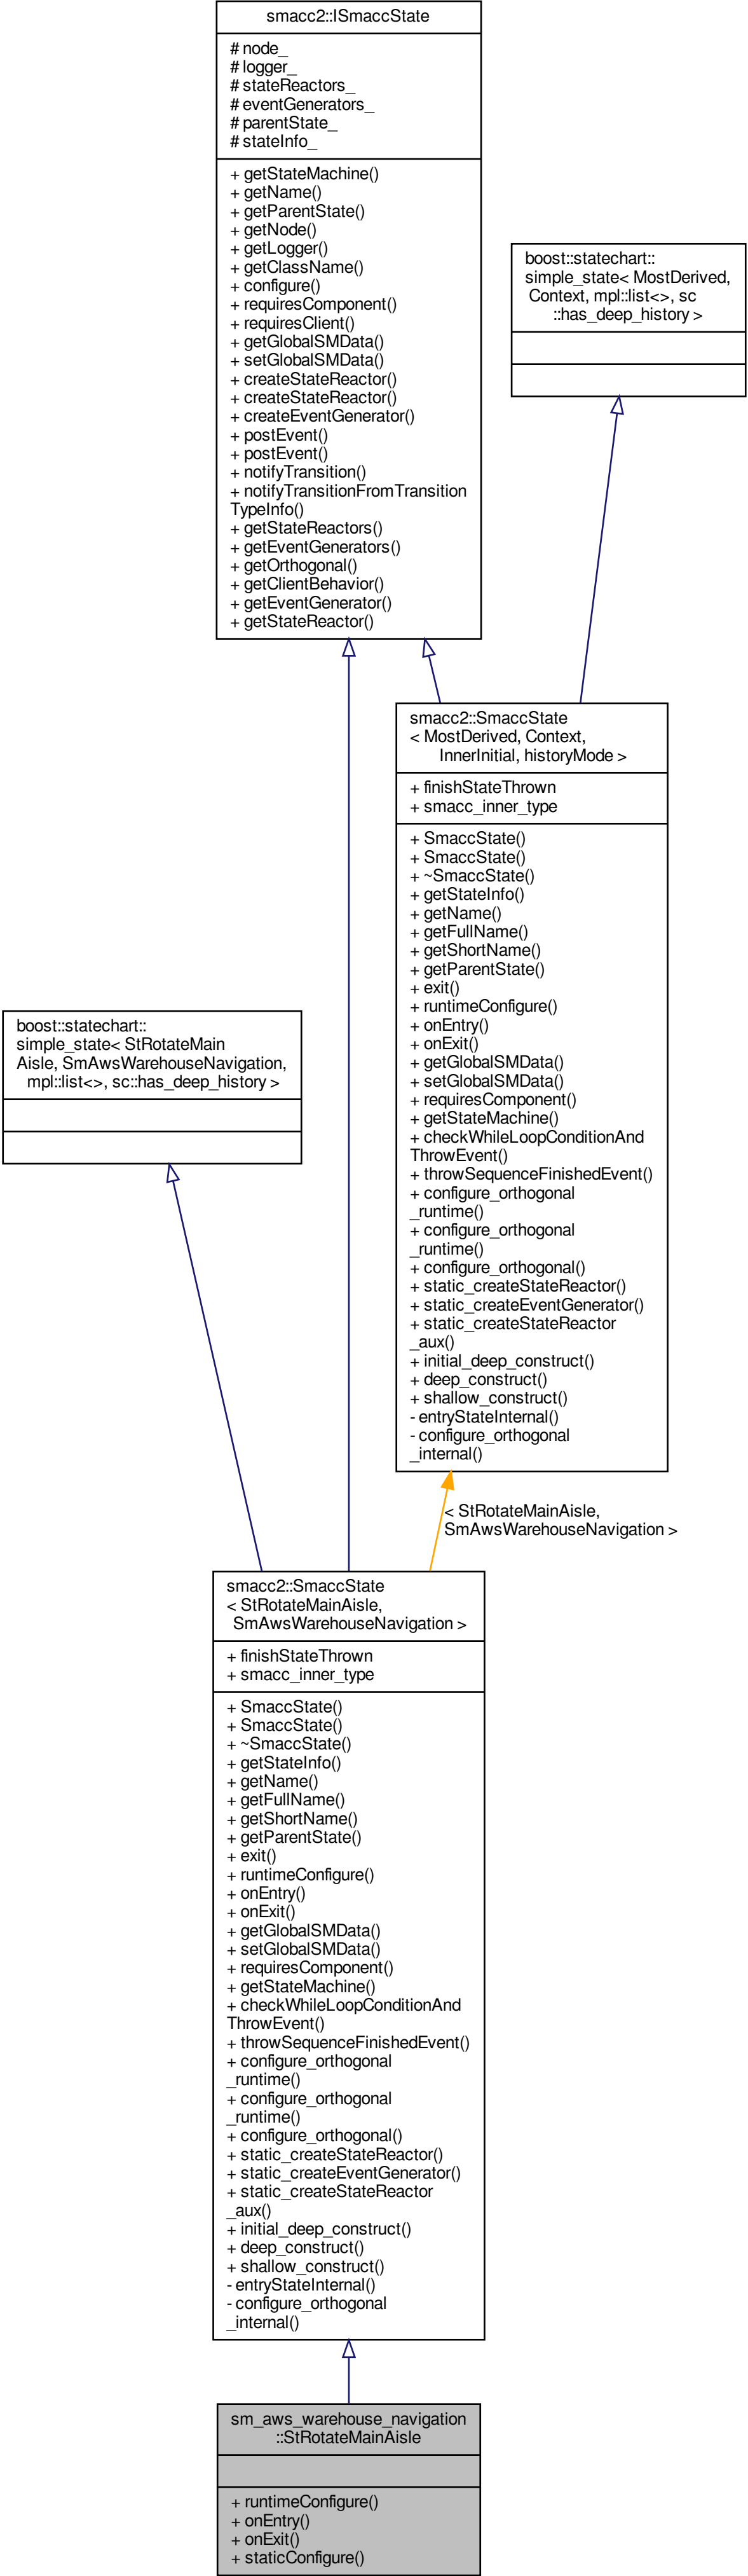 smacc2::ISmaccState
# node_
# logger_
# stateReactors_
# eventGenerators_
# parentState_
# stateInfo_
+ getStateMachine()
+ getName()
+ getParentState()
+ getNode()
+ getLogger()
+ getClassName()
+ configure()
+ requiresComponent()
+ requiresClient()
+ getGlobalSMData()
+ setGlobalSMData()
+ createStateReactor()
+ createStateReactor()
+ createEventGenerator()
+ postEvent()
+ postEvent()
+ notifyTransition()
+ notifyTransitionFromTransition
TypeInfo()
+ getStateReactors()
+ getEventGenerators()
+ getOrthogonal()
+ getClientBehavior()
+ getEventGenerator()
+ getStateReactor()
boost::statechart::
simple_state< MostDerived,
Context, mpl::list<>, sc
::has_deep_history >
smacc2::SmaccState
< MostDerived, Context,
InnerInitial, historyMode >
+ finishStateThrown
+ smacc_inner_type
+ SmaccState()
+ SmaccState()
+ ~SmaccState()
+ getStateInfo()
+ getName()
+ getFullName()
+ getShortName()
+ getParentState()
+ exit()
+ runtimeConfigure()
+ onEntry()
+ onExit()
+ getGlobalSMData()
+ setGlobalSMData()
+ requiresComponent()
+ getStateMachine()
+ checkWhileLoopConditionAnd
ThrowEvent()
+ throwSequenceFinishedEvent()
+ configure_orthogonal
_runtime()
+ configure_orthogonal
_runtime()
+ configure_orthogonal()
+ static_createStateReactor()
+ static_createEventGenerator()
+ static_createStateReactor
_aux()
+ initial_deep_construct()
+ deep_construct()
+ shallow_construct()
- entryStateInternal()
- configure_orthogonal
_internal()
boost::statechart::
simple_state< StRotateMain
Aisle, SmAwsWarehouseNavigation,
mpl::list<>, sc::has_deep_history >
< StRotateMainAisle,
SmAwsWarehouseNavigation >
smacc2::SmaccState
< StRotateMainAisle,
SmAwsWarehouseNavigation >
+ finishStateThrown
+ smacc_inner_type
+ SmaccState()
+ SmaccState()
+ ~SmaccState()
+ getStateInfo()
+ getName()
+ getFullName()
+ getShortName()
+ getParentState()
+ exit()
+ runtimeConfigure()
+ onEntry()
+ onExit()
+ getGlobalSMData()
+ setGlobalSMData()
+ requiresComponent()
+ getStateMachine()
+ checkWhileLoopConditionAnd
ThrowEvent()
+ throwSequenceFinishedEvent()
+ configure_orthogonal
_runtime()
+ configure_orthogonal
_runtime()
+ configure_orthogonal()
+ static_createStateReactor()
+ static_createEventGenerator()
+ static_createStateReactor
_aux()
+ initial_deep_construct()
+ deep_construct()
+ shallow_construct()
- entryStateInternal()
- configure_orthogonal
_internal()
sm_aws_warehouse_navigation
::StRotateMainAisle
+ runtimeConfigure()
+ onEntry()
+ onExit()
+ staticConfigure()